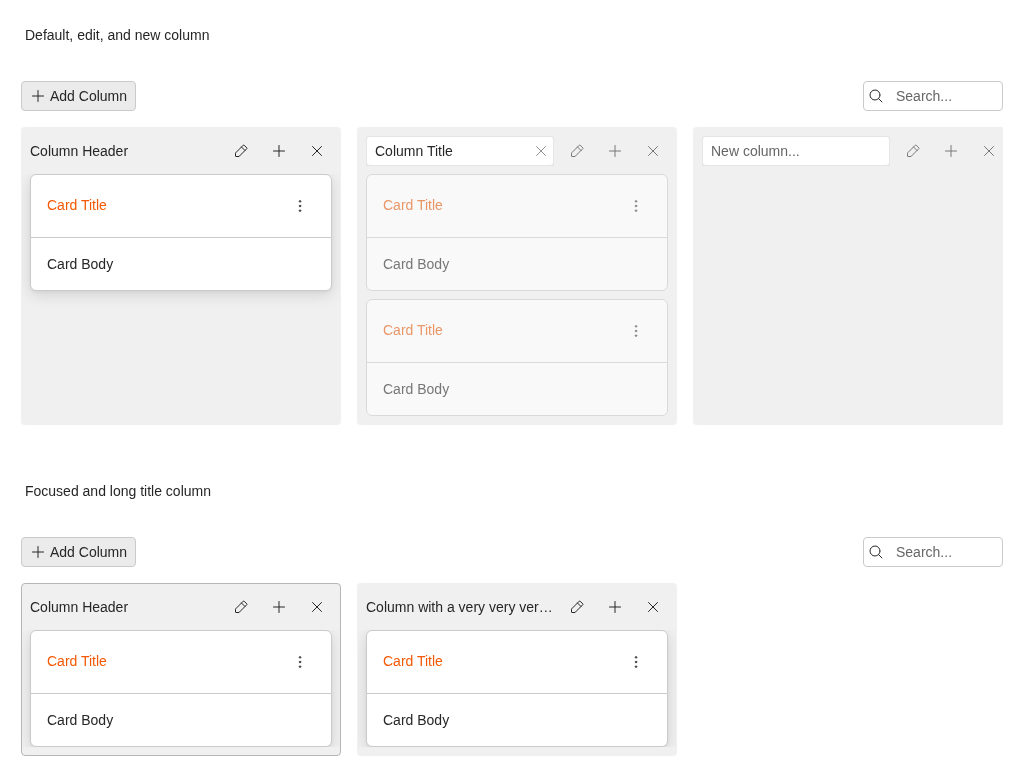 Default, edit, and new column
Add Column
Search...
Column Header
Column Title
New column...
Card Title
Card Title
Card Body
Card Body
Card Title
Card Body
Focused and long title column
Add Column
Search...
Column Header
Column with a very very ver…
Card Title
Card Title
Card Body
Card Body